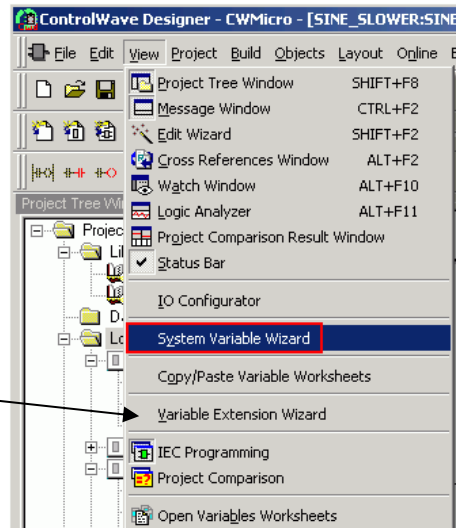 ControlWave Designer - CWMicro - [SINE_SLOWER:SINE
File Edit View Project Build Objects Layout Online
Project Tree Window SHIFT+F8
Message Window CTRL+F2
Edit Wizard SHIFT+F2
Cross References Window ALT+F2
Watch Window ALT+F10
Logic Analyzer ALT+F11
Project Comparison Result Window
Status Bar
IO Configurator
System Variable Wizard
Copy/Paste Variable Worksheets
Variable Extension Wizard
IEC Programming
Project Comparison
Open Variables Worksheets
Project Tree Wi
Projec
Li
D
Lo